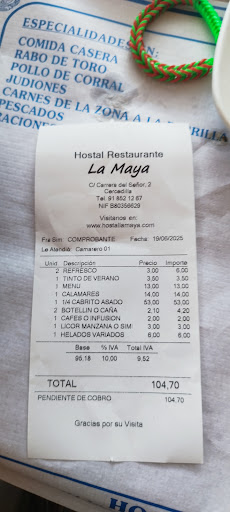 ESPECIALIDADES EN:
COMIDA CASERA
RABO DE TORO
POLLO DE CORRAL
JUDIONES
CARNES DE LA ZONA A LA
PESCADOS
RACIONES
Hostal Restaurante
La Maya
C/ Carrera del Señor, 2
Cercedilla
Tel. 91 852 12 67
NIF B80356629
Visitenos en:
www.hostallamaya.com
Fra Sim: COMPROBANTE Fecha: 19/06/2025
Le Atendio: Camarero 01
Unid. Descripción Precio Importe
2 REFRESCO 3,00 6,00
1 TINTO DE VERANO 3,50 3,50
1 MENU 13,00 13,00
1 CALAMARES 14,00 14,00
1 1/4 CABRITO ASADO 53,00 53,00
2 BOTELLIN O CAÑA 2,10 4,20
1 CAFES O INFUSION 2,00 2,00
1 LICOR MANZANA O SIM 3,00 3,00
1 HELADOS VARIADOS 6,00 6,00
Base % IVA Total IVA
95,18 10,00 9,52
TOTAL 104,70
PENDIENTE DE COBRO 104,70
Gracias por su Visita
HO